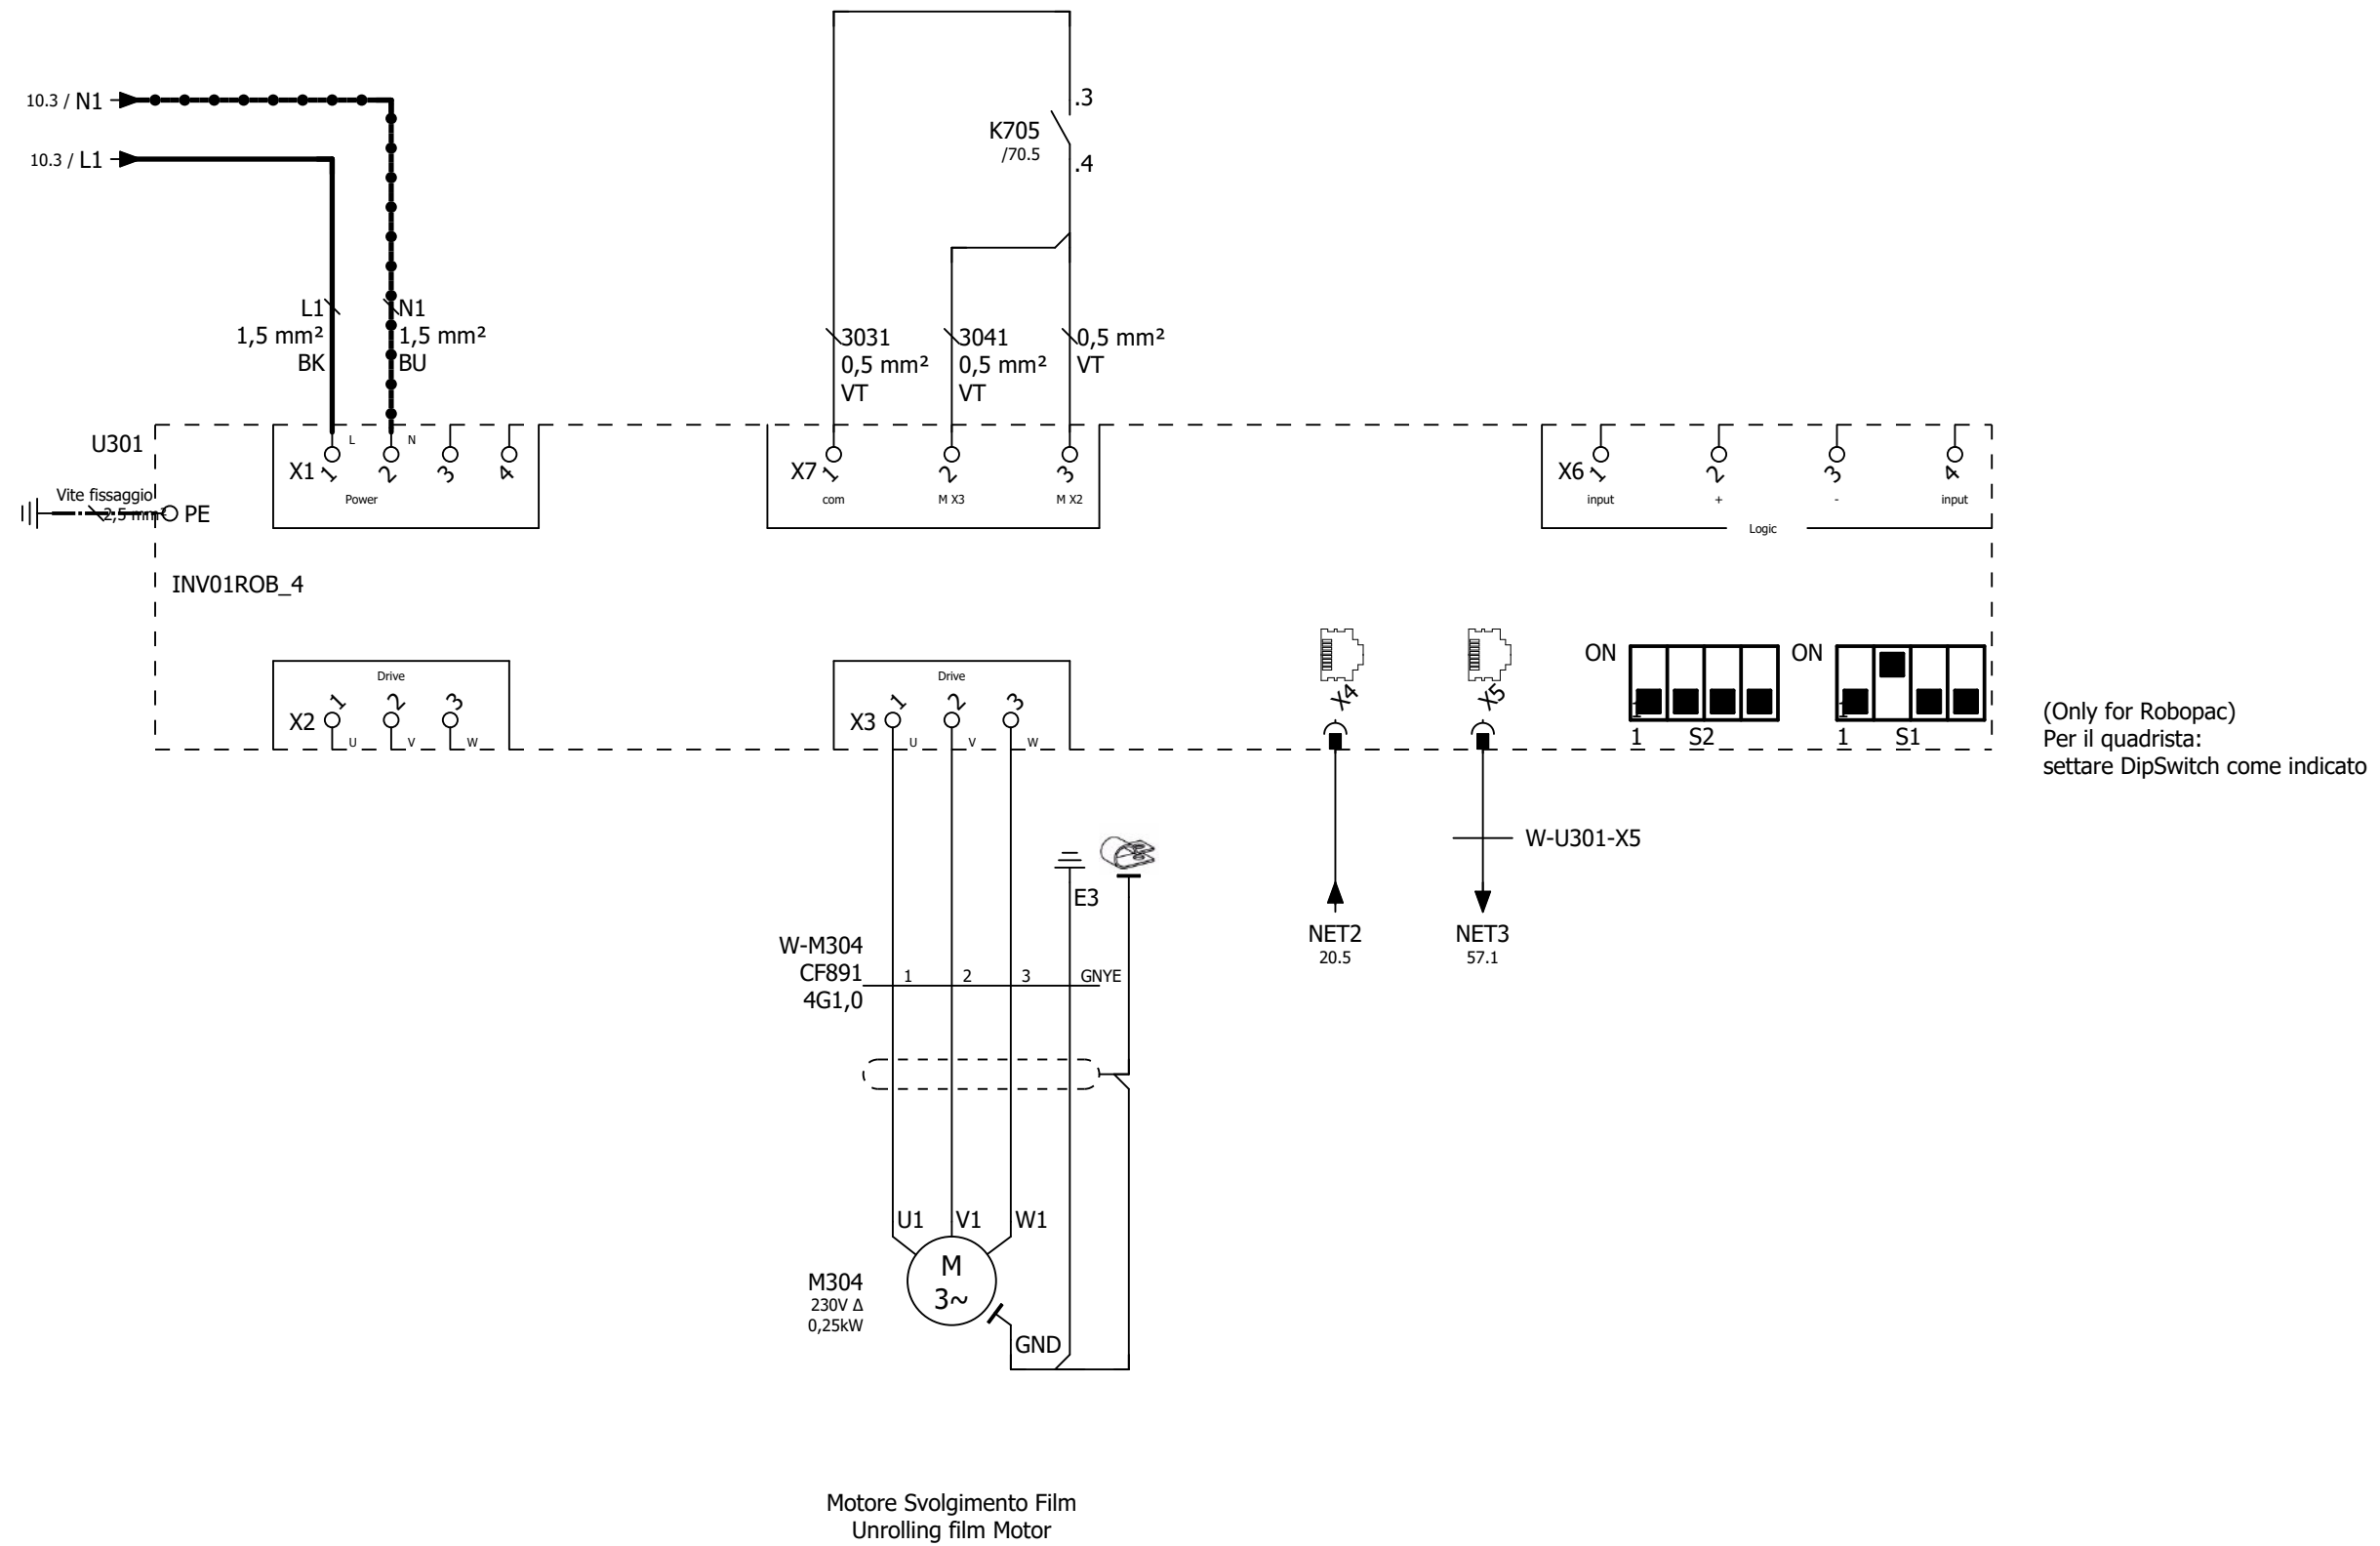 10.3 / N1
10.3 / L1
.3
K705
/70.5
.4
L1
1,5 mm²
BK
N1
1,5 mm²
BU
3031
0,5 mm²
VT
3041
0,5 mm²
VT
0,5 mm²
VT
U301
Vite fissaggio
2,5 mm²
PE
INV01ROB_4
X1
L
N
1
2
3
4
Power
X7
1
2
3
com
M X3
M X2
X6
1
2
3
4
input
+
-
input
Logic
Drive
X2
1
2
3
U
V
W
Drive
X3
1
2
3
U
V
W
X4
X5
ON
1
1
S2
ON
1
1
S1
(Only for Robopac)
Per il quadrista:
settare DipSwitch come indicato
W-U301-X5
NET2
20.5
NET3
57.1
E3
W-M304
CF891
4G1,0
1
2
3
GNYE
U1
V1
W1
M
3~
M304
230V Δ
0,25kW
GND
Motore Svolgimento Film
Unrolling film Motor